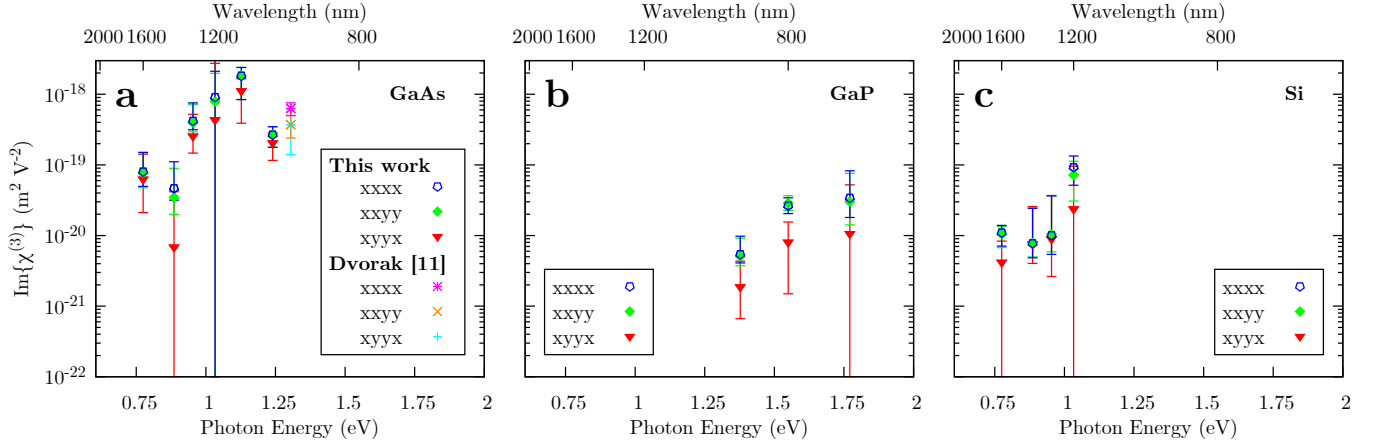 Wavelength (nm)
2000 1600 1200 800
Wavelength (nm)
2000 1600 1200 800
Wavelength (nm)
2000 1600 1200 800
a GaAs
b GaP
c Si
Im{χ(3)} (m2 V-2)
10-18
10-19
10-20
10-21
10-22
This work
xxxx
xxyy
xyyx
Dvorak [11]
xxxx
xxyy
xyyx
xxxx
xxyy
xyyx
xxxx
xxyy
xyyx
0.75 1 1.25 1.5 1.75 2
Photon Energy (eV)
0.75 1 1.25 1.5 1.75 2
Photon Energy (eV)
0.75 1 1.25 1.5 1.75 2
Photon Energy (eV)